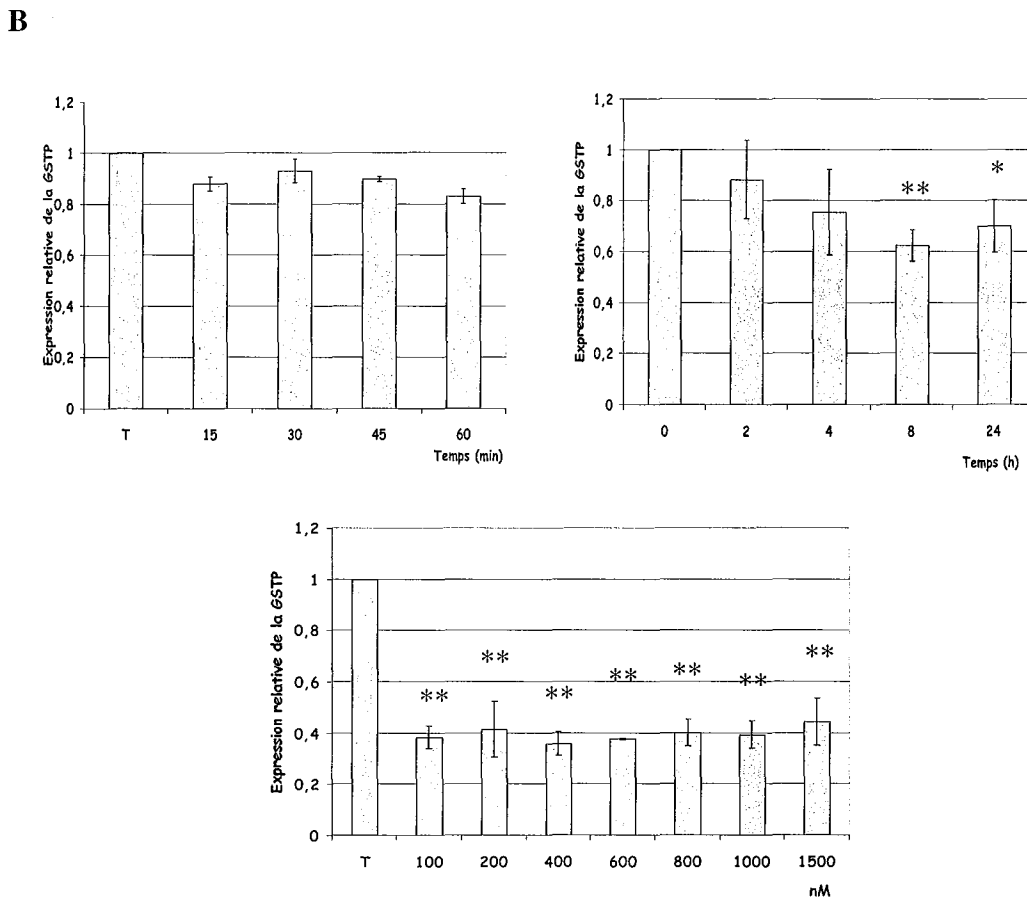 B
Expression relative de la GSTP
1,2
1
0,8
0,6
0,4
0,2
0
T 15 30 45 60
Temps (min)
Expression relative de la GSTP
1,2
1
0,8
0,6
0,4
0,2
0
** *
0 2 4 8 24
Temps (h)
Expression relative de la GSTP
1,2
1
0,8
0,6
0,4
0,2
0
** ** ** ** ** ** **
T 100 200 400 600 800 1000 1500
nM